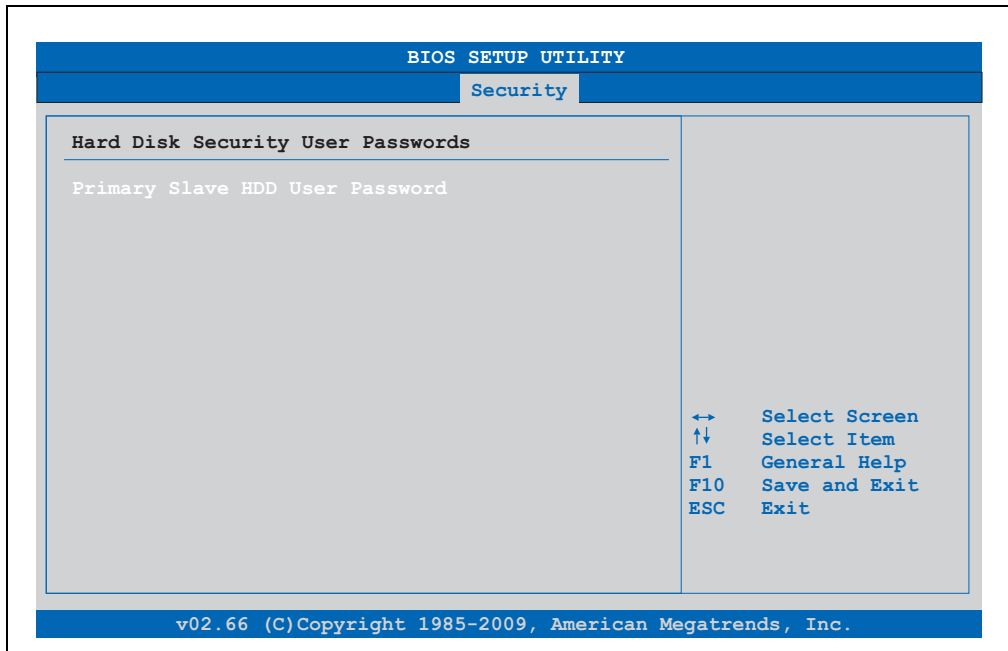 BIOS SETUP UTILITY
Security
Hard Disk Security User Passwords
Primary Slave HDD User Password
↔ Select Screen
↑↓ Select Item
F1 General Help
F10 Save and Exit
ESC Exit
v02.66 (C)Copyright 1985-2009, American Megatrends, Inc.